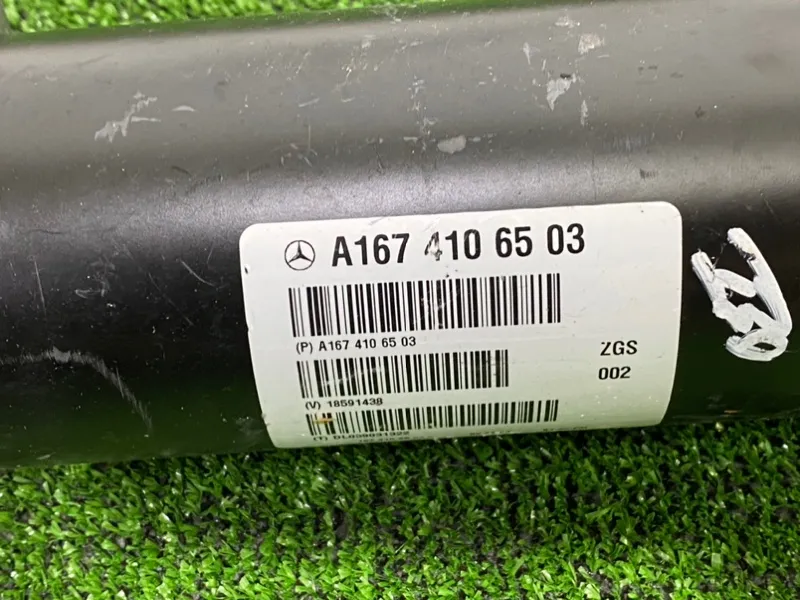 A167 410 65 03
(P) A167 410 65 03
ZGS
002
(V) 18591438